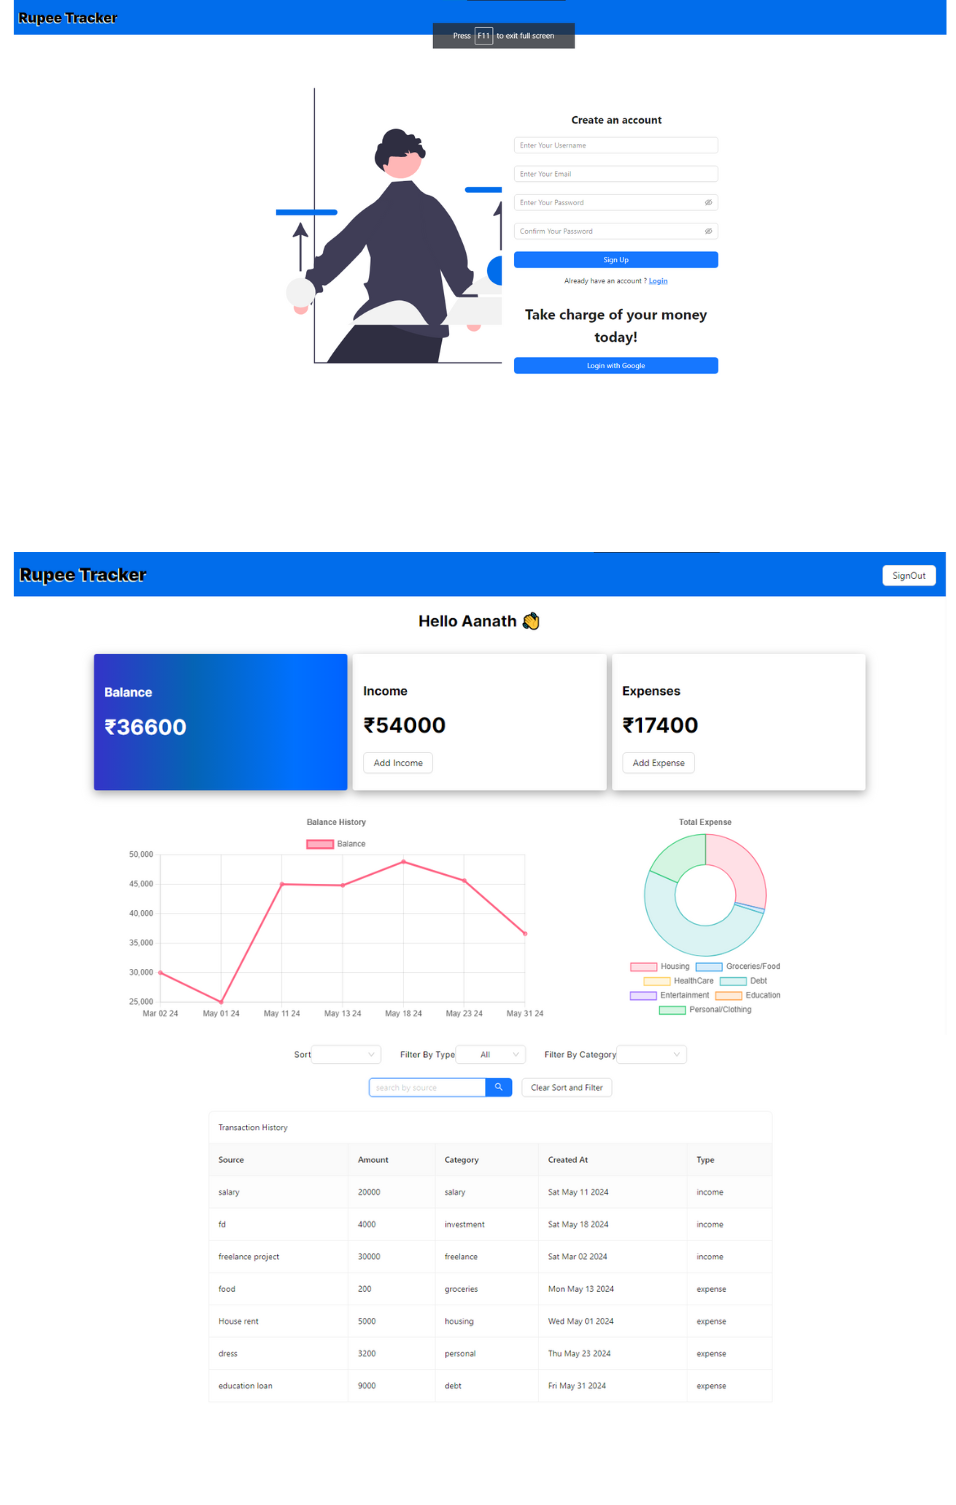 Rupee Tracker
Press F11 to exit full screen
Create an account
Enter Your Username
Enter Your Email
Enter Your Password
Confirm Your Password
Sign Up
Already have an account ? Login
Take charge of your money
today!
Login with Google
Rupee Tracker
SignOut
Hello Aanath 👏
Balance
₹36600
Income
₹54000
Add Income
Expenses
₹17400
Add Expense
Balance History
Balance
50,000
45,000
40,000
35,000
30,000
25,000
Mar 02 24 May 01 24 May 11 24 May 13 24 May 18 24 May 23 24 May 31 24
Total Expense
Housing Groceries/Food
HealthCare Debt
Entertainment Education
Personal/Clothing
Sort Filter By Type All Filter By Category
search by source Clear Sort and Filter
Transaction History
Source Amount Category Created At Type
salary 20000 salary Sat May 11 2024 income
fd 4000 investment Sat May 18 2024 income
freelance project 30000 freelance Sat Mar 02 2024 income
food 200 groceries Mon May 13 2024 expense
House rent 5000 housing Wed May 01 2024 expense
dress 3200 personal Thu May 23 2024 expense
education loan 9000 debt Fri May 31 2024 expense